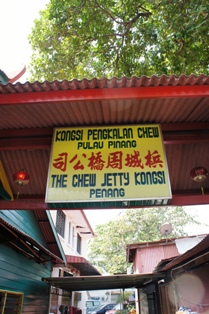 KONGSI PENGKALAN CHEW
PULAU PINANG
司公橋周城檳
THE CHEW JETTY KONGSI
PENANG